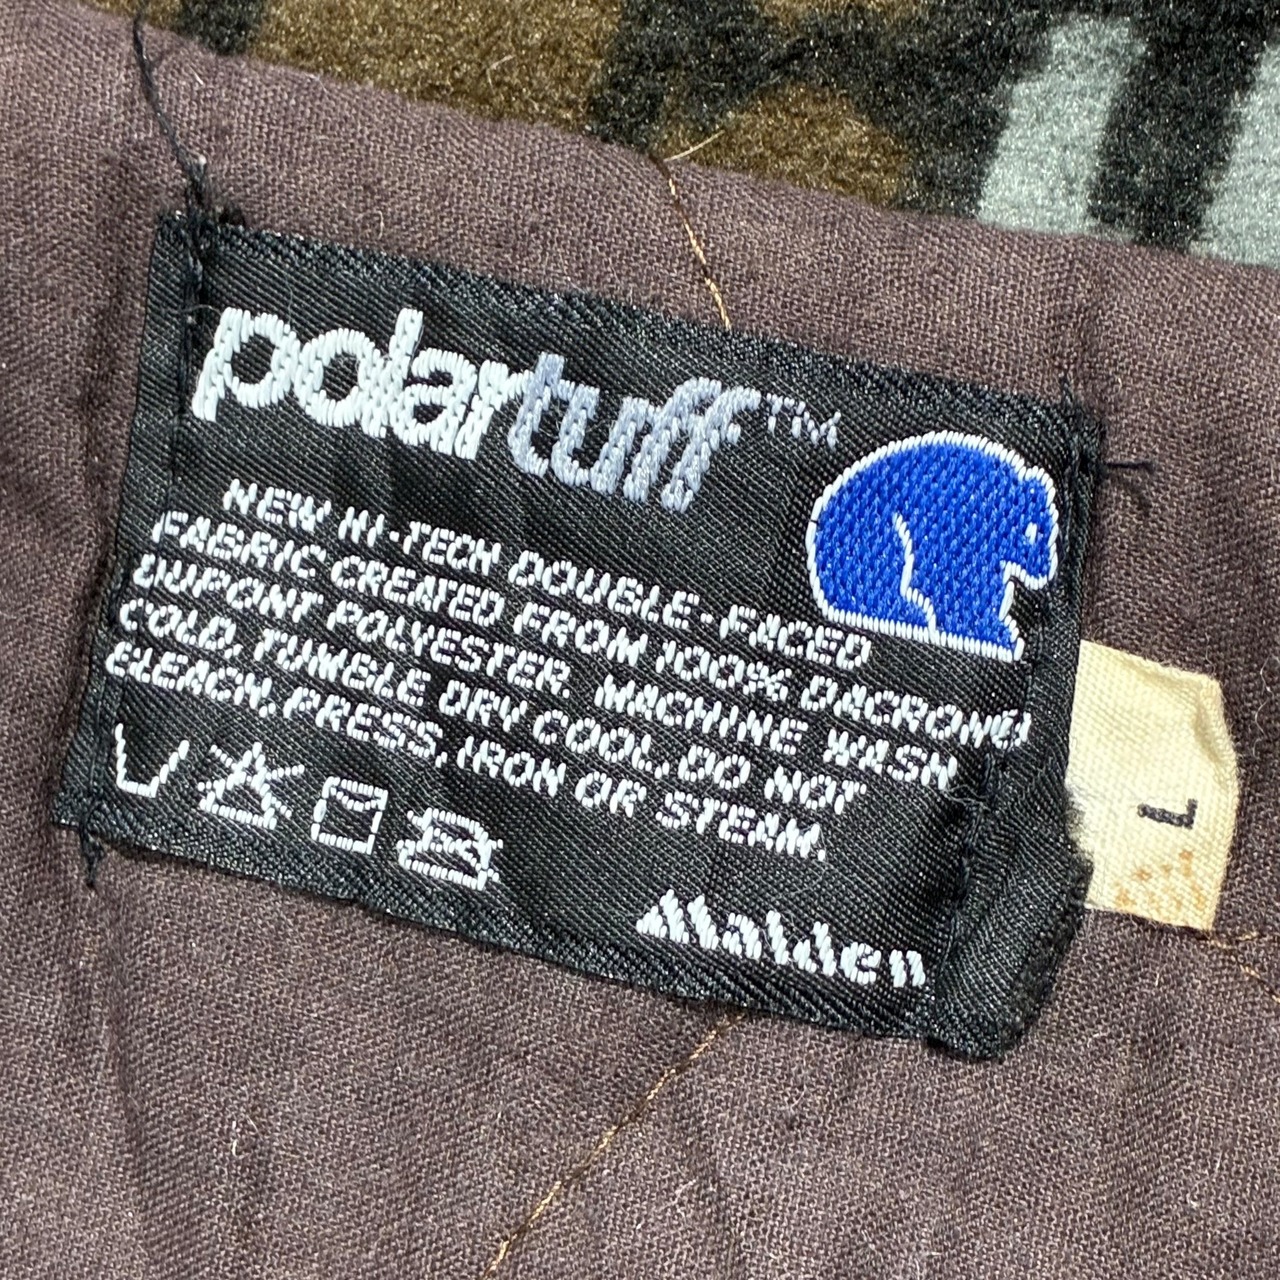 polartuff™
NEW HI-TECH DOUBLE-FACED
FABRIC CREATED FROM 100% DACRON®
DUPONT POLYESTER. MACHINE WASH
COLD, TUMBLE DRY COOL, DO NOT
BLEACH, PRESS, IRON OR STEAM.
Malden
L